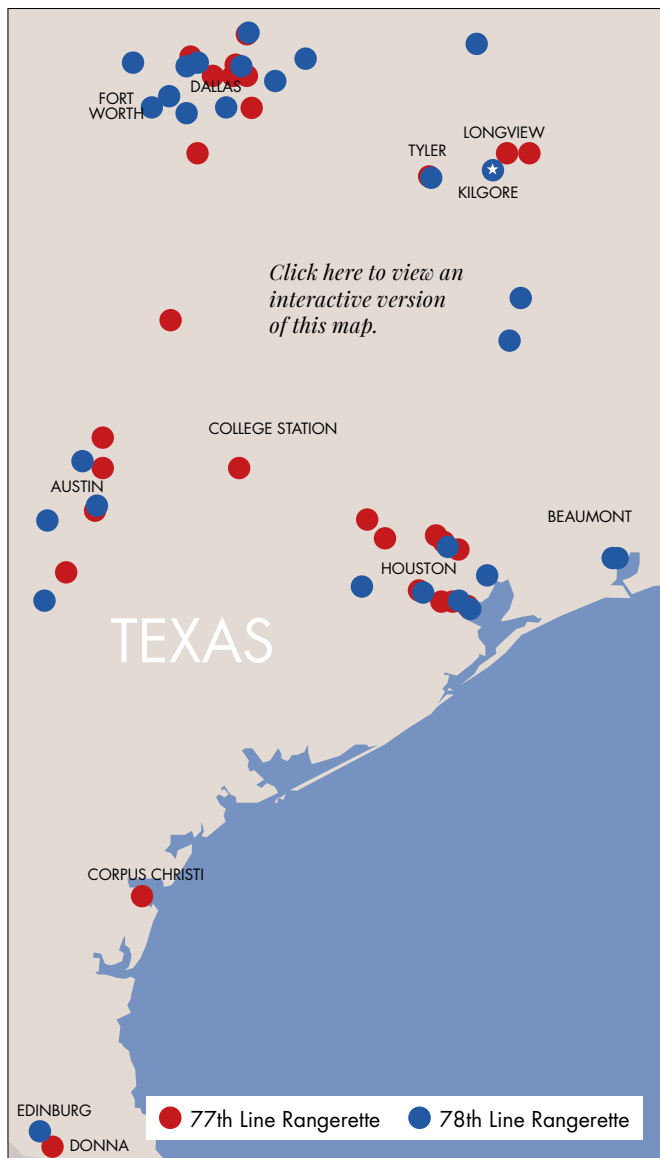 DALLAS
FORT
WORTH
LONGVIEW
TYLER
KILGORE
Click here to view an
interactive version
of this map.
COLLEGE STATION
AUSTIN
BEAUMONT
HOUSTON
TEXAS
CORPUS CHRISTI
EDINBURG
DONNA
77th Line Rangerette
78th Line Rangerette